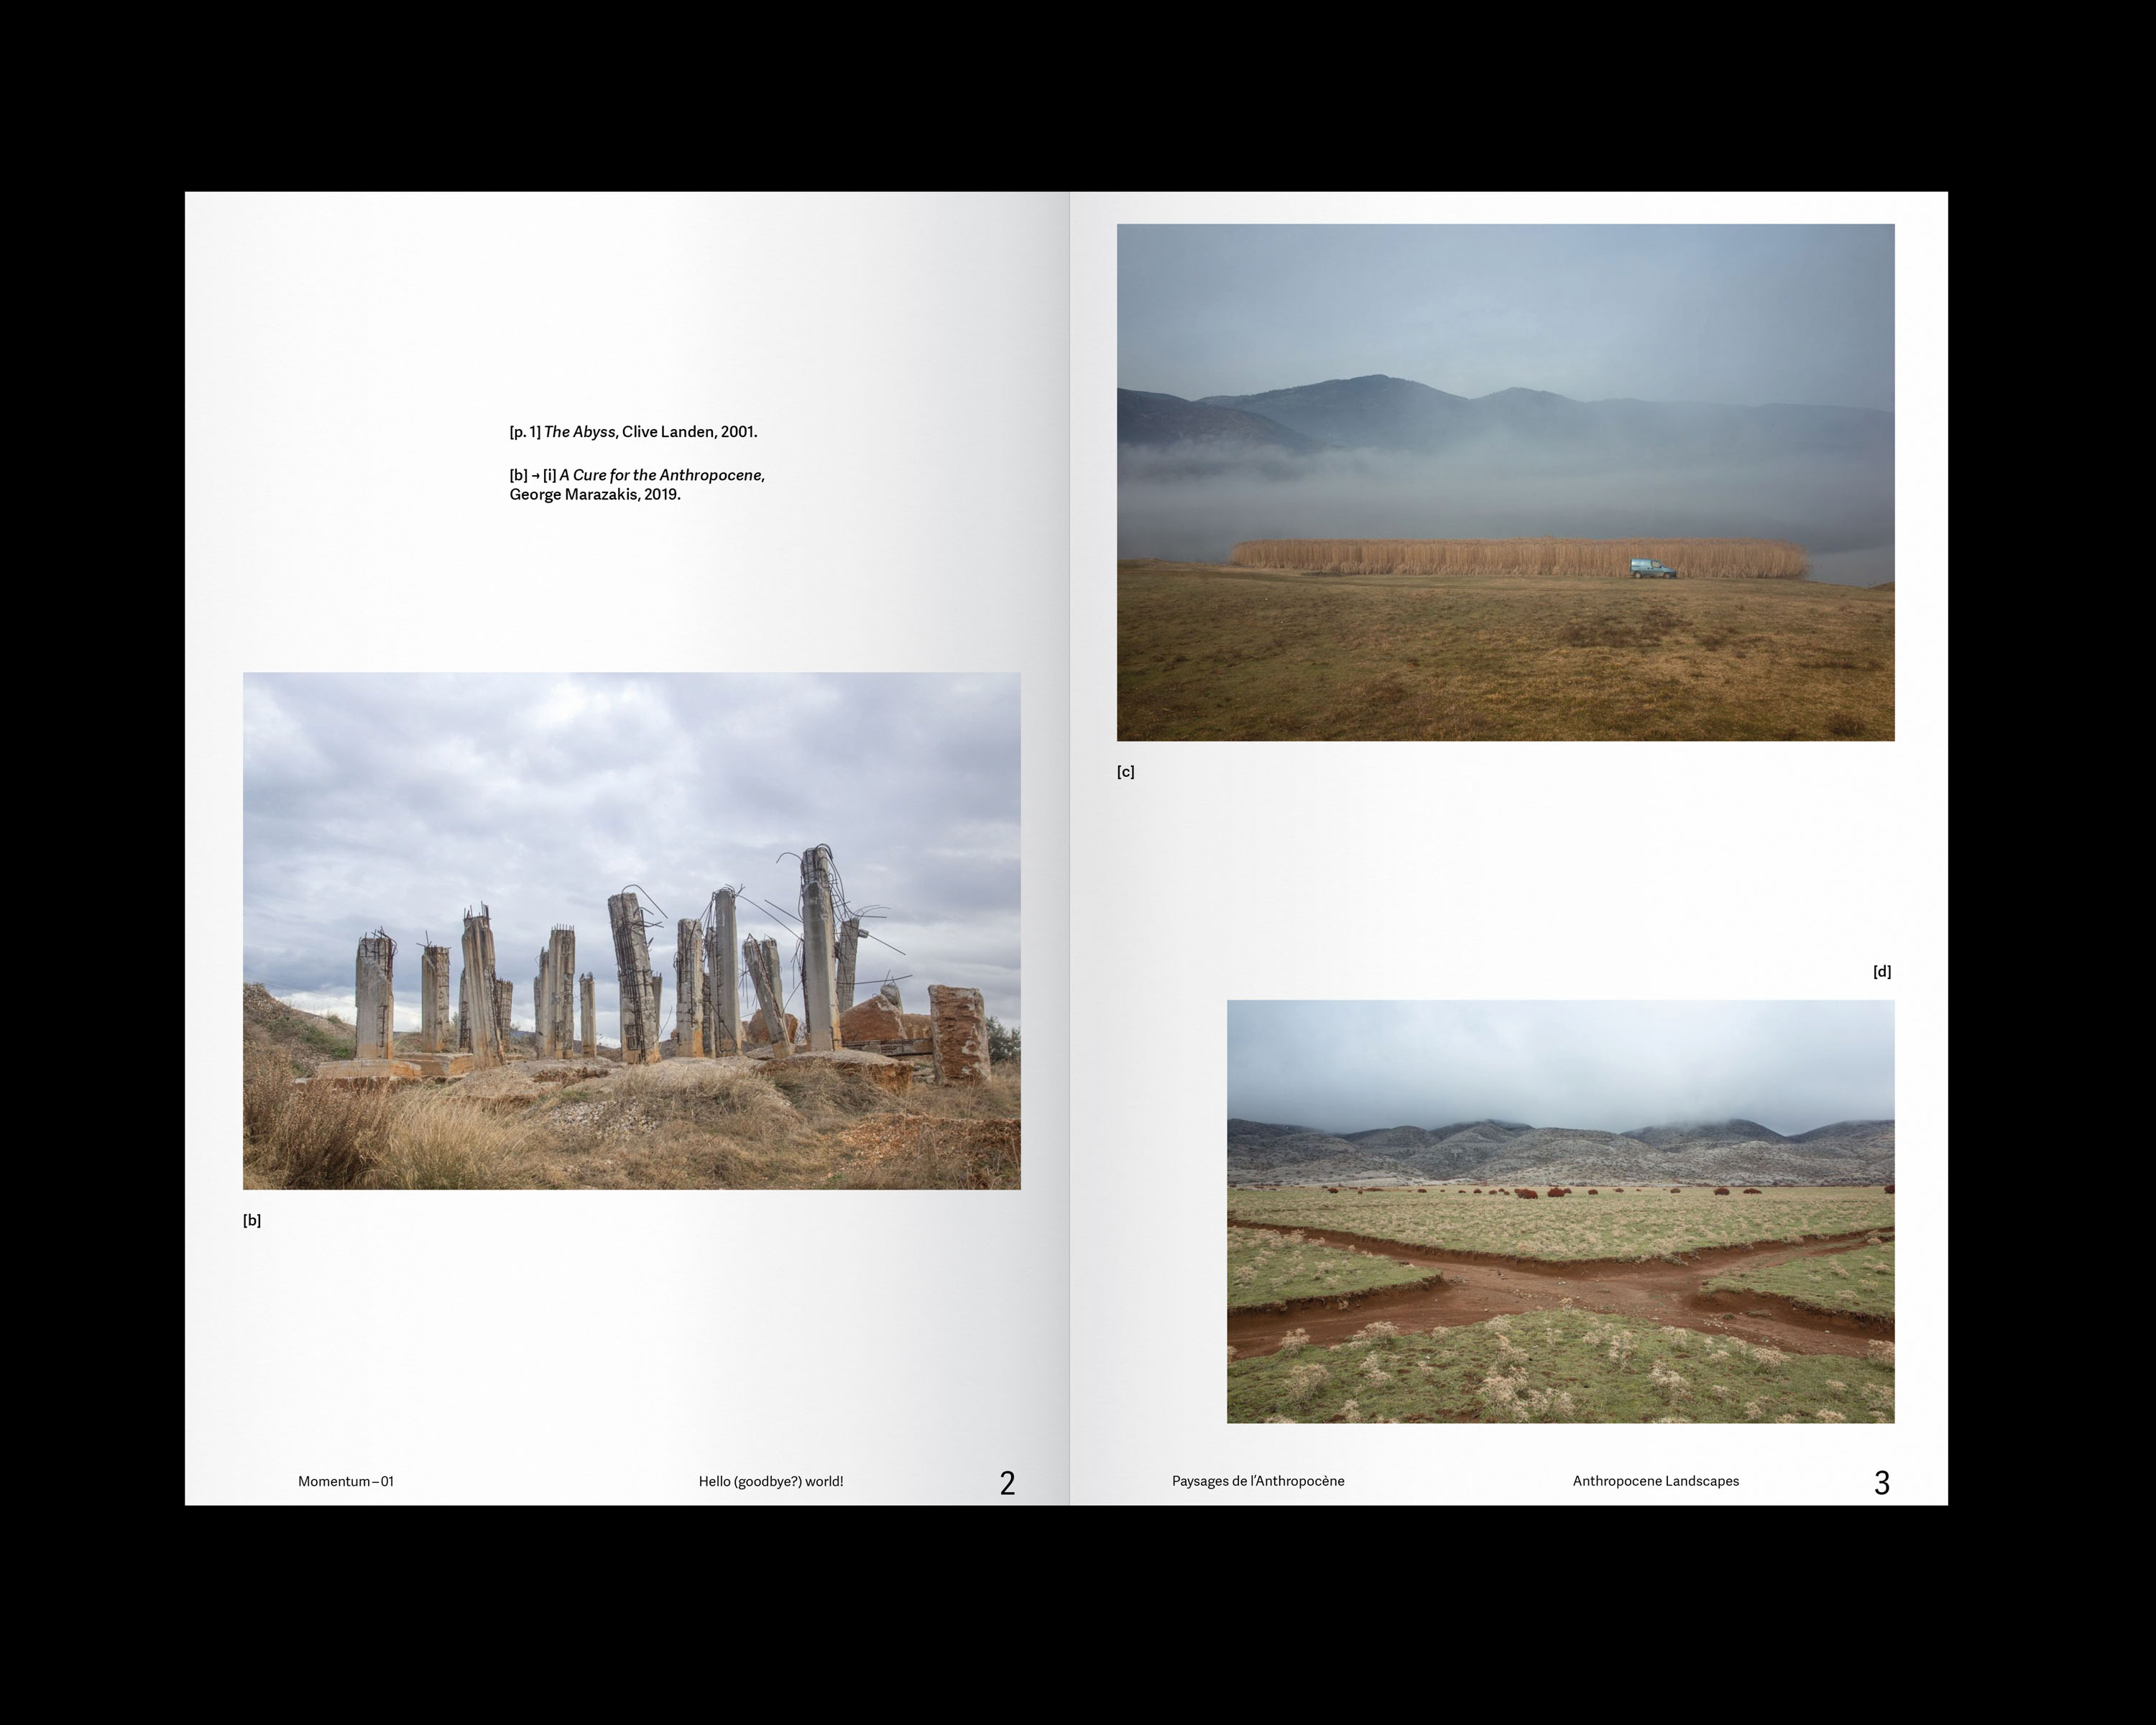 [p. 1] The Abyss, Clive Landen, 2001.
[b] → [i] A Cure for the Anthropocene,
George Marazakis, 2019.
[b]
Momentum – 01
Hello (goodbye?) world!
2
[c]
[d]
Paysages de l’Anthropocène
Anthropocene Landscapes
3